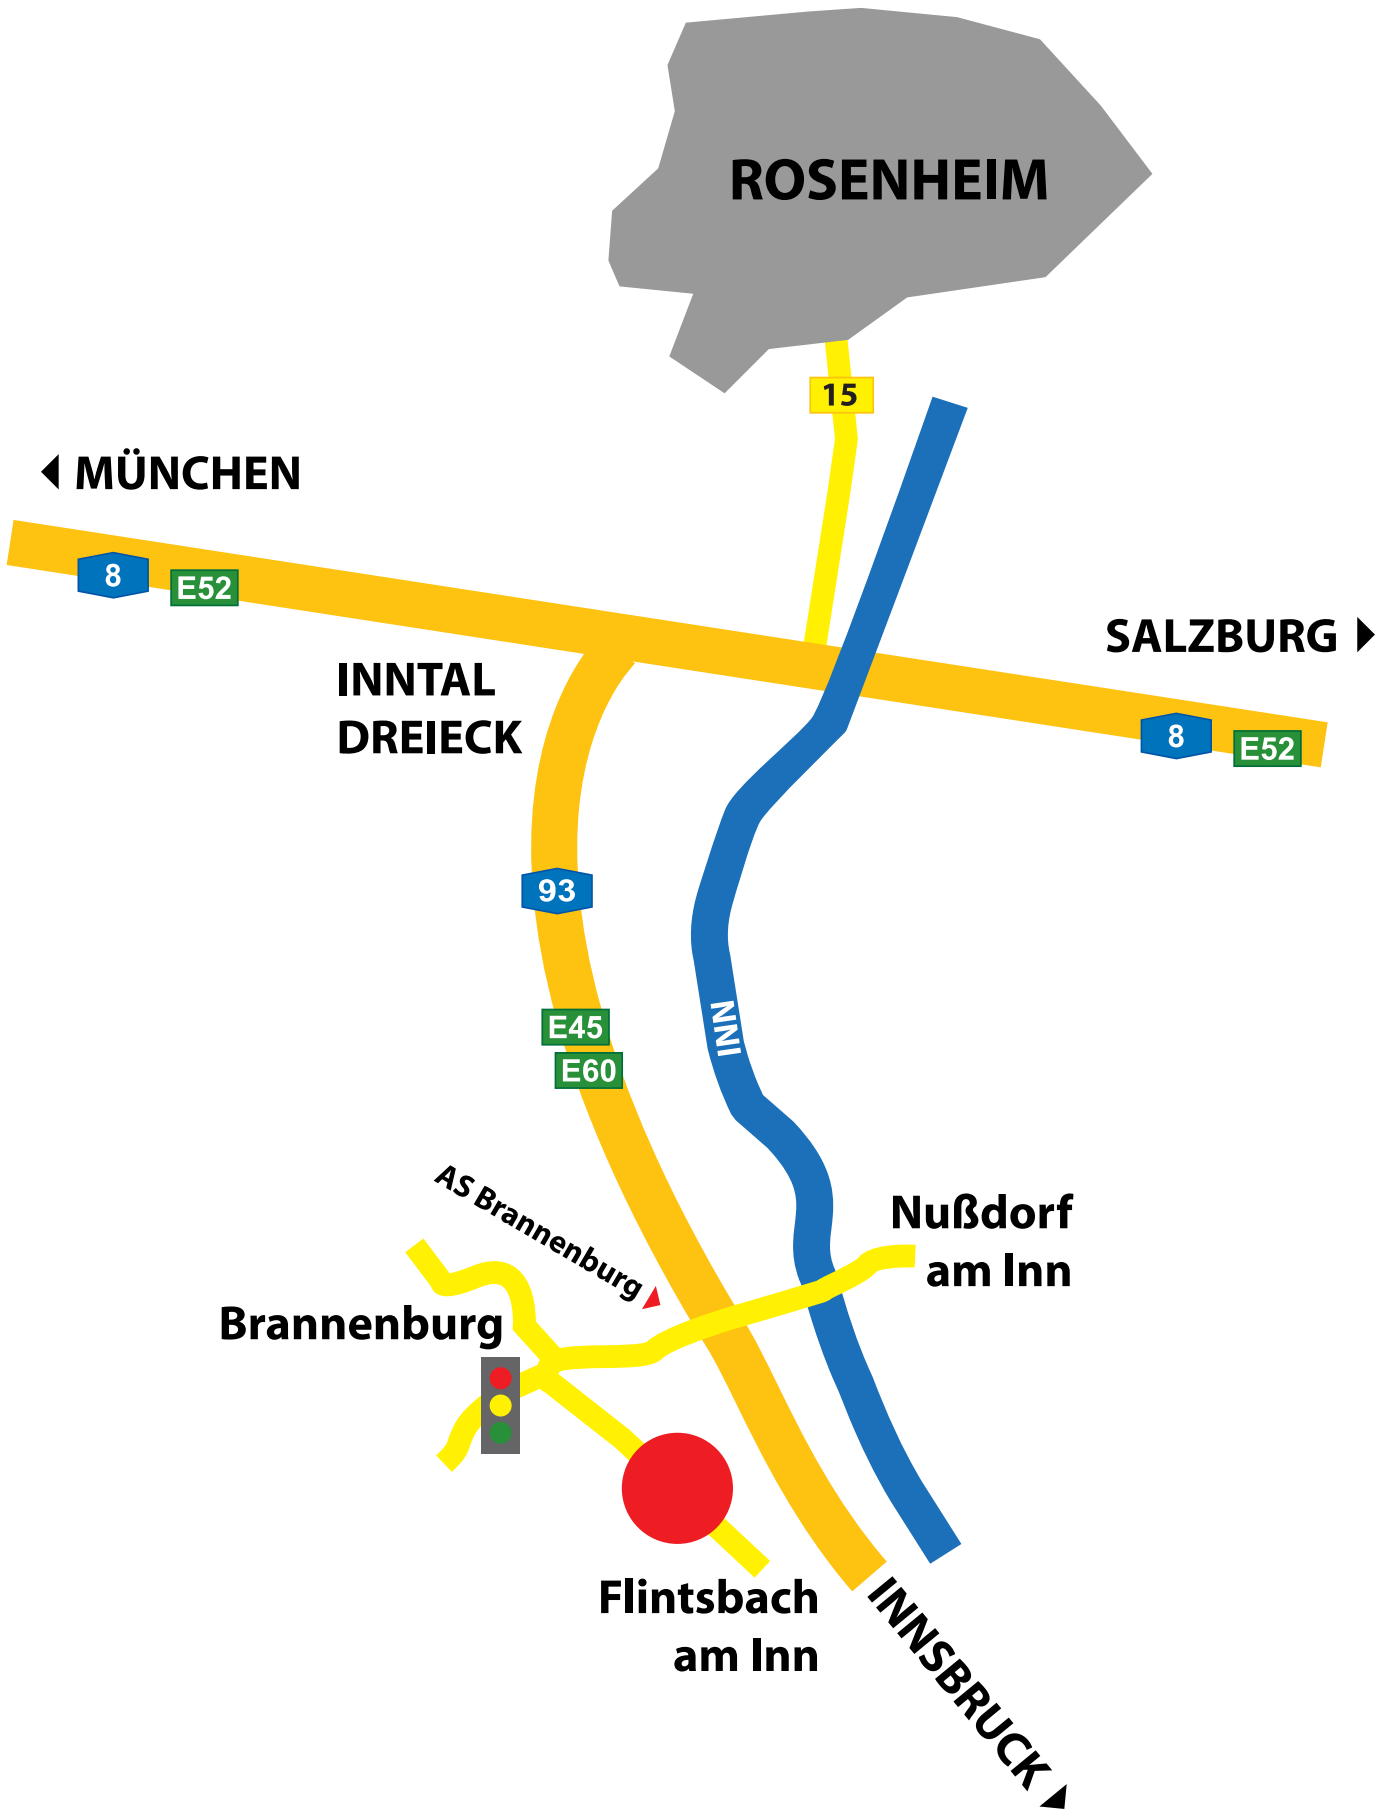 ROSENHEIM
15
MÜNCHEN
8
E52
SALZBURG
8
E52
INNTAL
DREIECK
93
INN
E45
E60
AS Brannenburg
Nußdorf
am Inn
Brannenburg
Flintsbach
am Inn
INNSBRUCK